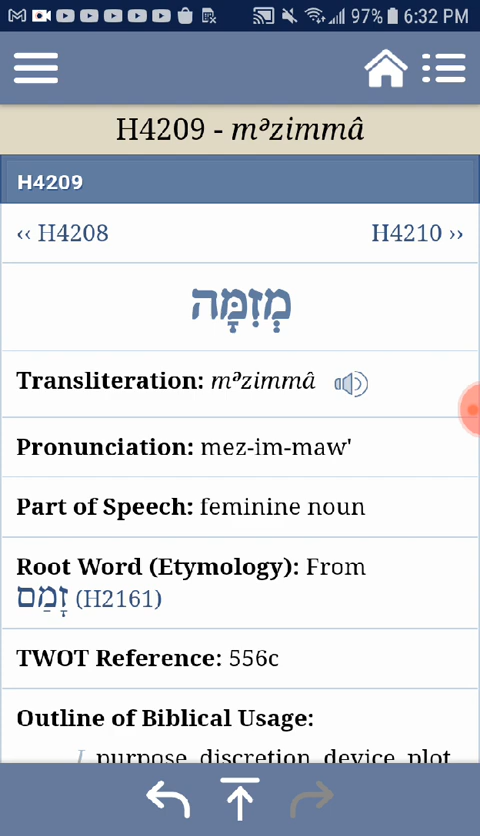 97% 6:32 PM
H4209 - mᵊzimmâ
H4209
‹‹ H4208 H4210 ››
מְזִמָּה
Transliteration: mᵊzimmâ
Pronunciation: mez-im-maw'
Part of Speech: feminine noun
Root Word (Etymology): From
זָמַם (H2161)
TWOT Reference: 556c
Outline of Biblical Usage:
I. purpose, discretion, device, plot